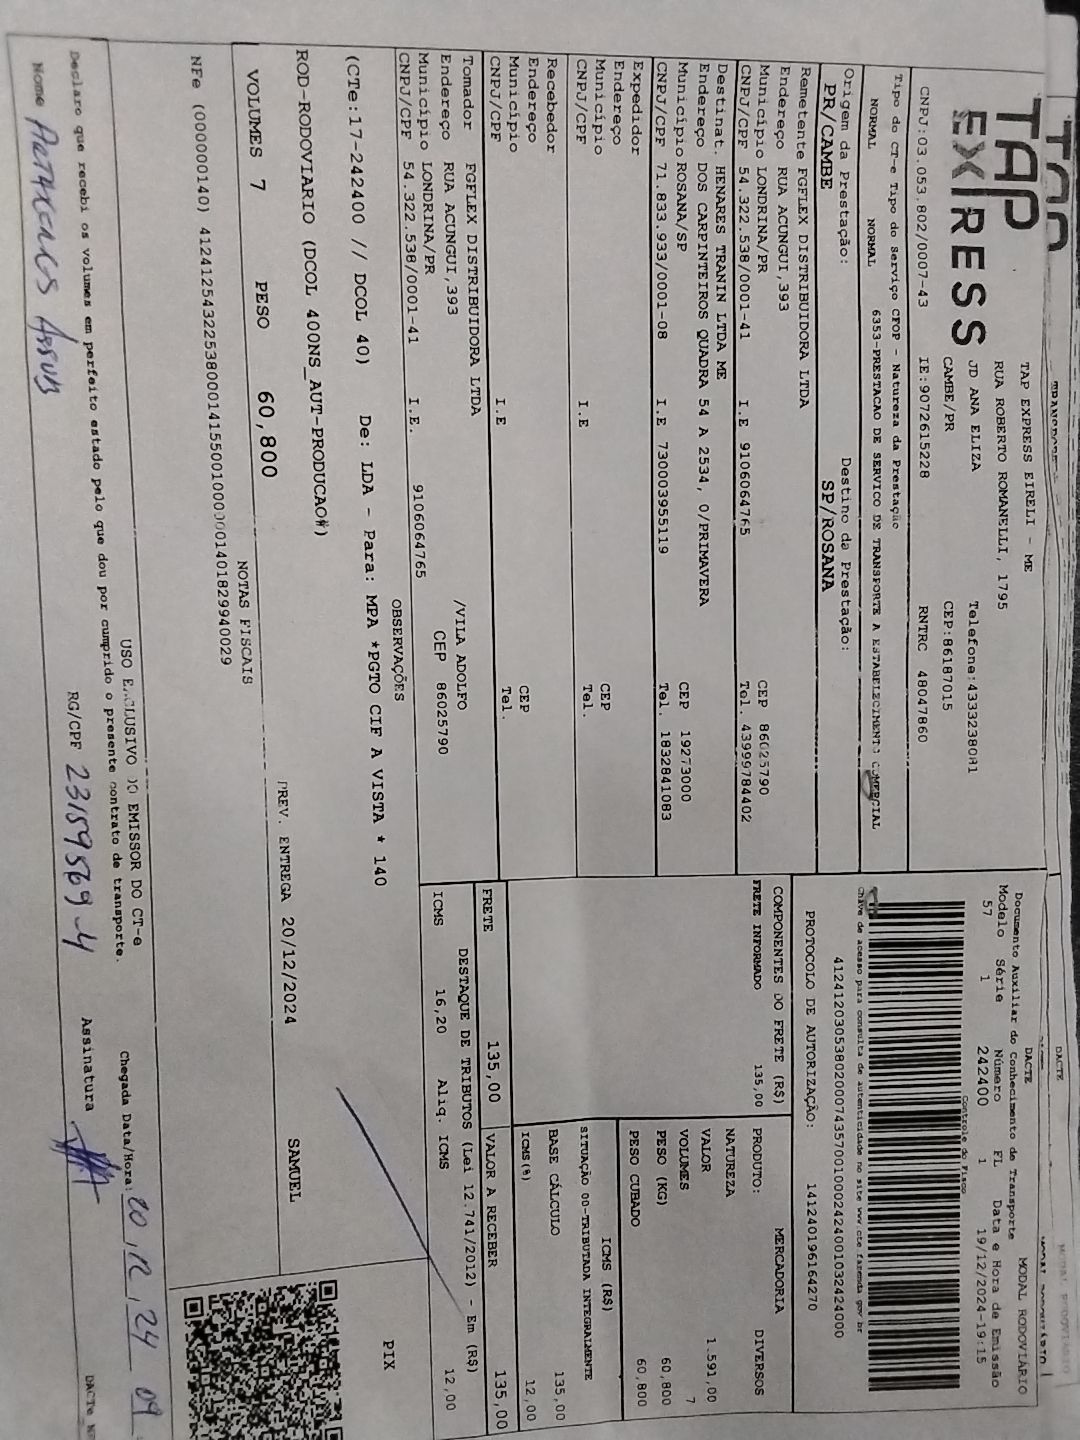 TAP
EXPRESS
TAP EXPRESS EIRELI - ME
RUA ROBERTO ROMANELLI, 1795
JD ANA ELIZA
Telefone:4333238081
CAMBE/PR
CEP:86187015
CNPJ:03.053.802/0007-43
IE:9072615228
RNTRC 48047860
Tipo do CT-e Tipo do Serviço CFOP - Natureza da Prestação
NORMAL NORMAL 6353-PRESTACAO DE SERVICO DE TRANSPORTE A ESTABELECIMENTO COMERCIAL
Origem da Prestação:
PR/CAMBE
Destino da Prestação:
SP/ROSANA
DACTE
MODAL RODOVIÁRIO
Documento Auxiliar do Conhecimento de Transporte
Modelo Série Número FL Data e Hora de Emissão
57 1 242400 1 19/12/2024-19:15
Controle do Fisco
Chave de acesso para consulta de autenticidade no site www.cte.fazenda.gov.br
PROTOCOLO DE AUTORIZAÇÃO: 141240196164270
Remetente FGFLEX DISTRIBUIDORA LTDA
Endereço RUA ACUNGUI,393
Município LONDRINA/PR CEP 86025790
CNPJ/CPF 54.322.538/0001-41 I.E 9106064765 Tel. 43999784402
Destinat. HENARES TRANIN LTDA ME
Endereço DOS CARPINTEIROS QUADRA 54 A 2534, 0/PRIMAVERA
Município ROSANA/SP CEP 19273000
CNPJ/CPF 71.833.933/0001-08 I.E 730003955119 Tel. 1832841083
Expedidor
Endereço
Município CEP
CNPJ/CPF I.E Tel.
Recebedor
Endereço
Município CEP
CNPJ/CPF I.E Tel.
Tomador FGFLEX DISTRIBUIDORA LTDA
Endereço RUA ACUNGUI,393 /VILA ADOLFO
Município LONDRINA/PR CEP 86025790
CNPJ/CPF 54.322.538/0001-41 I.E. 9106064765
COMPONENTES DO FRETE (R$)
FRETE INFORMADO 135,00
PRODUTO: MERCADORIA
NATUREZA DIVERSOS
VALOR 1.591,00
VOLUMES 7
PESO (KG) 60,800
PESO CUBADO 60,800
ICMS (R$)
SITUAÇÃO 00-TRIBUTADA INTEGRALMENTE
BASE CÁLCULO 135,00
ICMS(%) 12,00
FRETE 135,00
VALOR A RECEBER 135,00
DESTAQUE DE TRIBUTOS (Lei 12.741/2012) - Em (R$)
ICMS 16,20 Aliq. ICMS 12,00
OBSERVAÇÕES
(CTe:17-242400 // DCOL 40) De: LDA - Para: MPA *PGTO CIF A VISTA * 140
PIX
ROD-RODOVIARIO (DCOL 400NS_AUT-PRODUCAO#)
PREV. ENTREGA 20/12/2024 SAMUEL
VOLUMES 7 PESO 60,800
NOTAS FISCAIS
USO EXCLUSIVO DO EMISSOR DO CT-e
Declaro que recebi os volumes em perfeito estado pelo que dou por cumprido o presente contrato de transporte.
Chegada Data/Hora: 20,12,24 09
Nome
RG/CPF 23159569-4
Assinatura